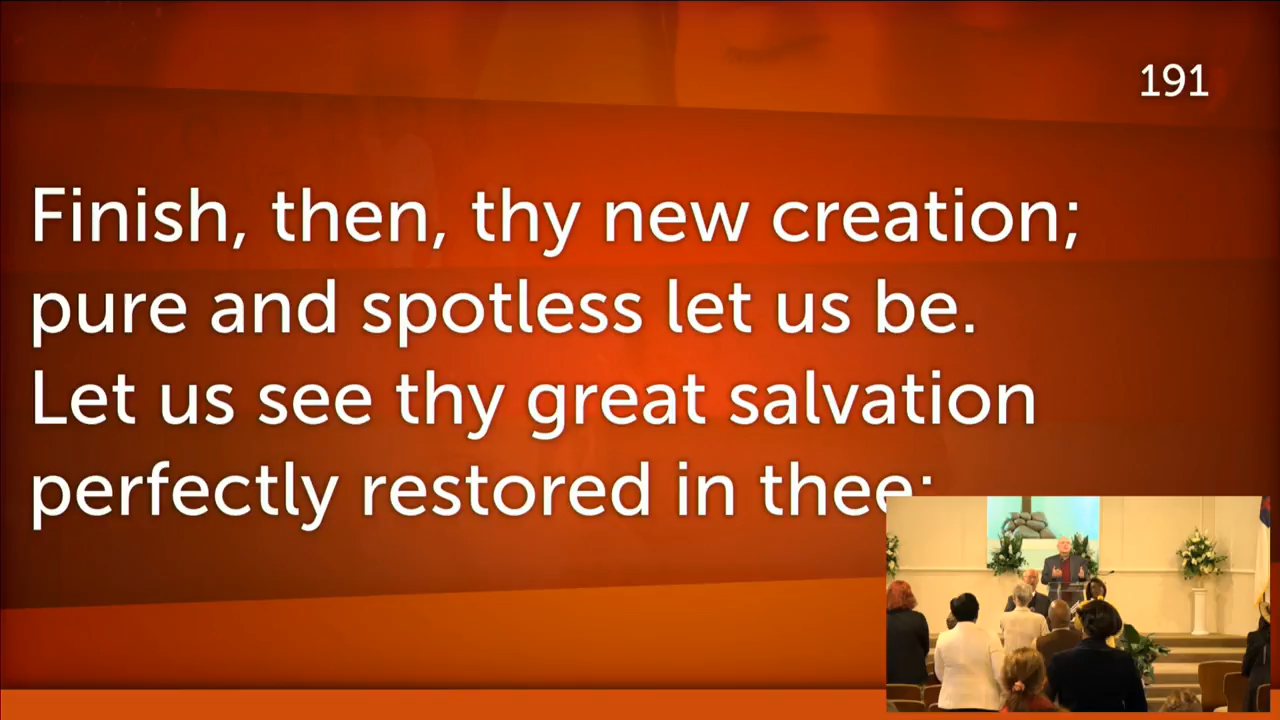 191
Finish, then, thy new creation;
pure and spotless let us be.
Let us see thy great salvation
perfectly restored in thee;